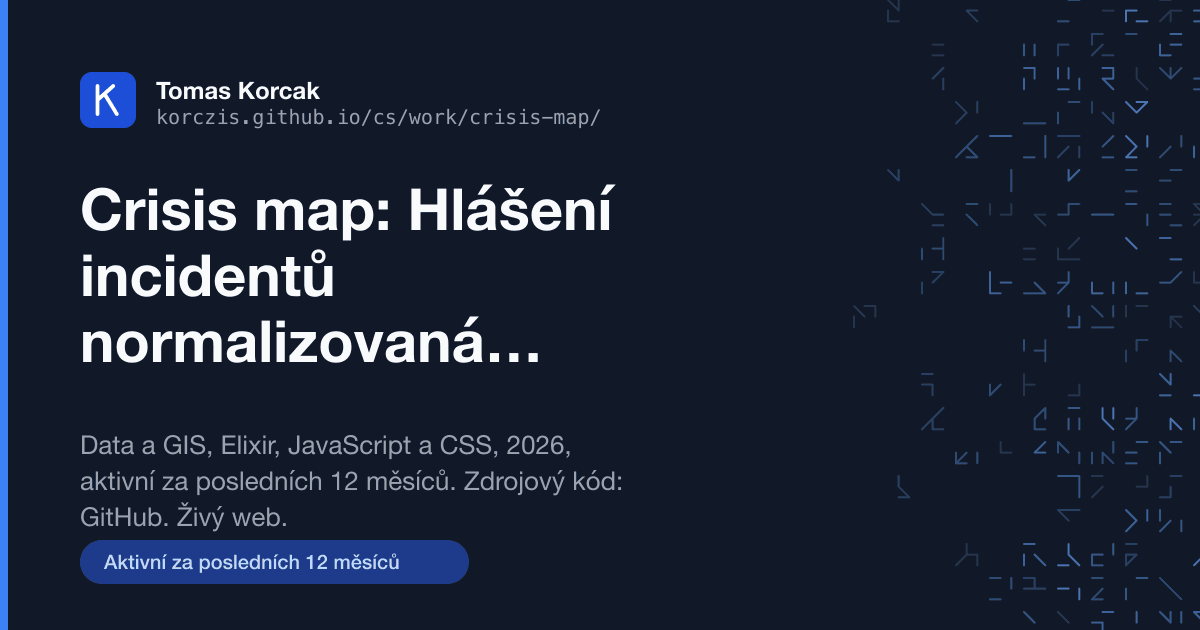 K
Tomas Korcak
korczis.github.io/cs/work/crisis-map/
Crisis map: Hlášení
incidentů
normalizovaná…
Data a GIS, Elixir, JavaScript a CSS, 2026,
aktivní za posledních 12 měsíců. Zdrojový kód:
GitHub. Živý web.
Aktivní za posledních 12 měsíců